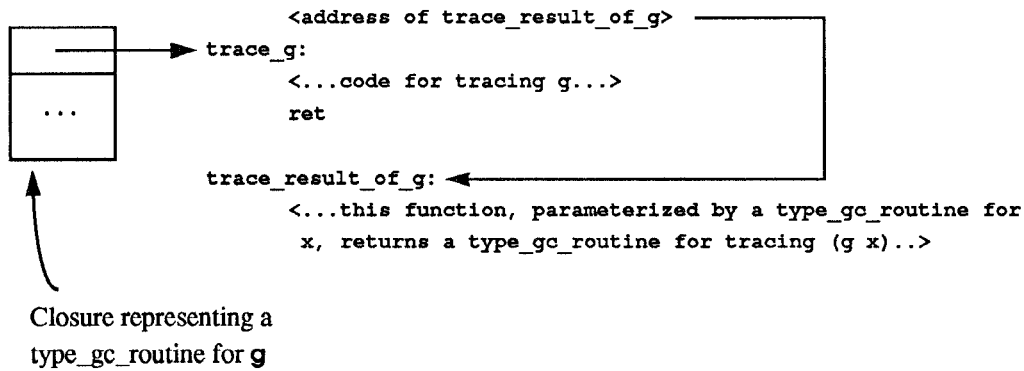 <address of trace_result_of_g>
trace_g:
<...code for tracing g...>
ret
...
trace_result_of_g:
<...this function, parameterized by a type_gc_routine for
x, returns a type_gc_routine for tracing (g x)..>
Closure representing a
type_gc_routine for g